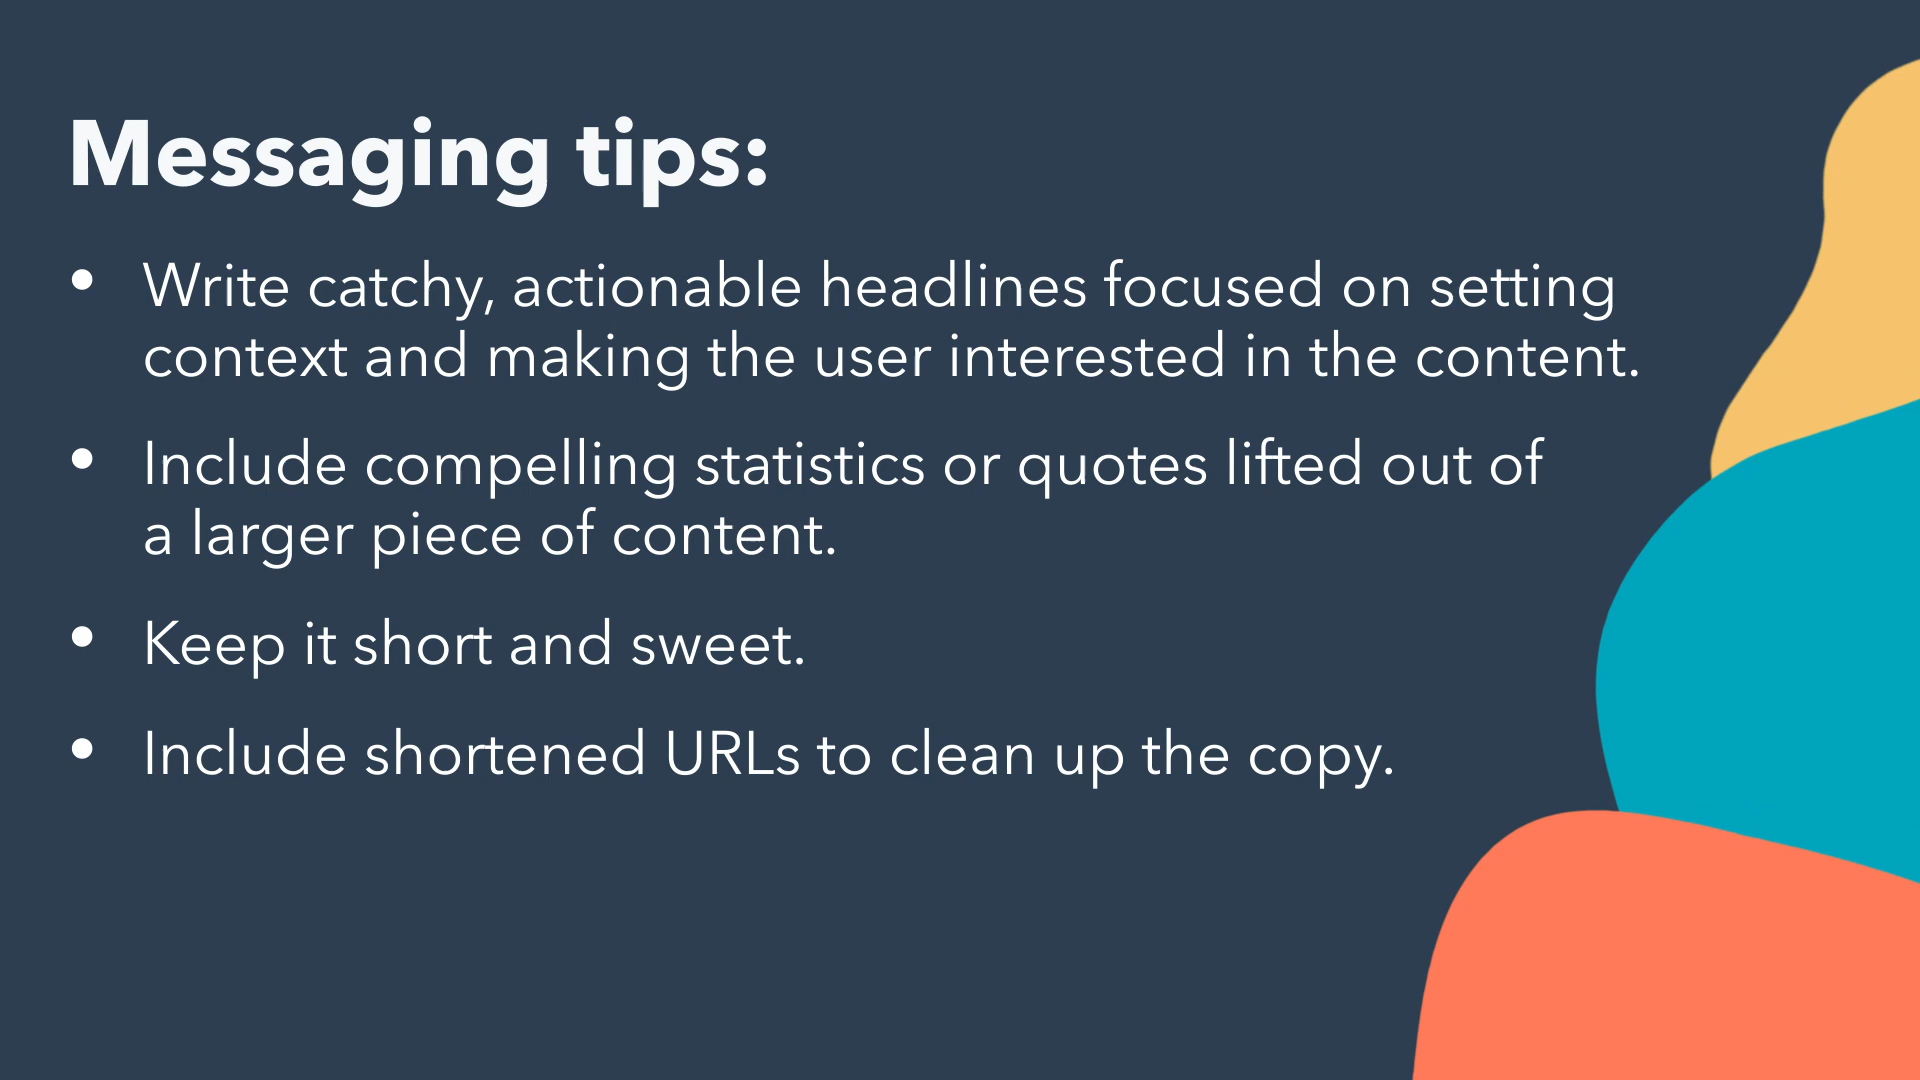 Messaging tips:
• Write catchy, actionable headlines focused on setting
context and making the user interested in the content.
• Include compelling statistics or quotes lifted out of
a larger piece of content.
• Keep it short and sweet.
• Include shortened URLs to clean up the copy.